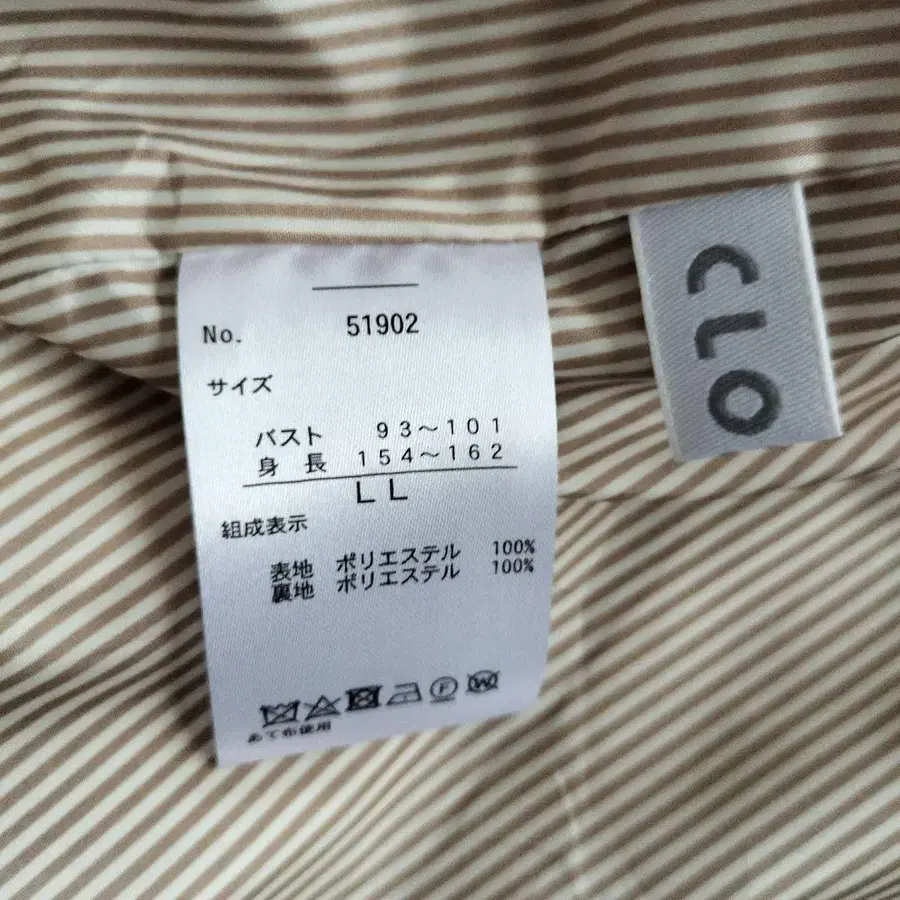 No. 51902
サイズ
バスト 93～101
身長 154～162
LL
組成表示
表地 ポリエステル 100%
裏地 ポリエステル 100%
F W
あて布使用
CLO